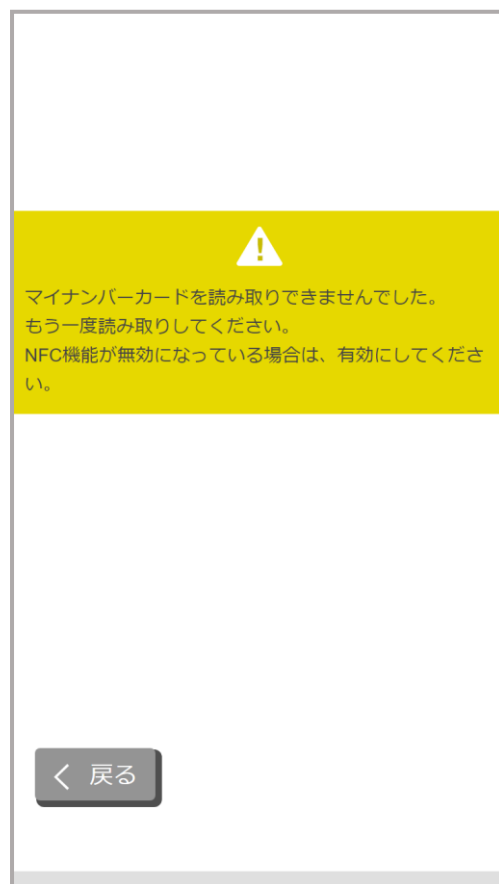 マイナンバーカードを読み取りできませんでした。
もう一度読み取りしてください。
NFC機能が無効になっている場合は、有効にしてくださ
い。
戻る